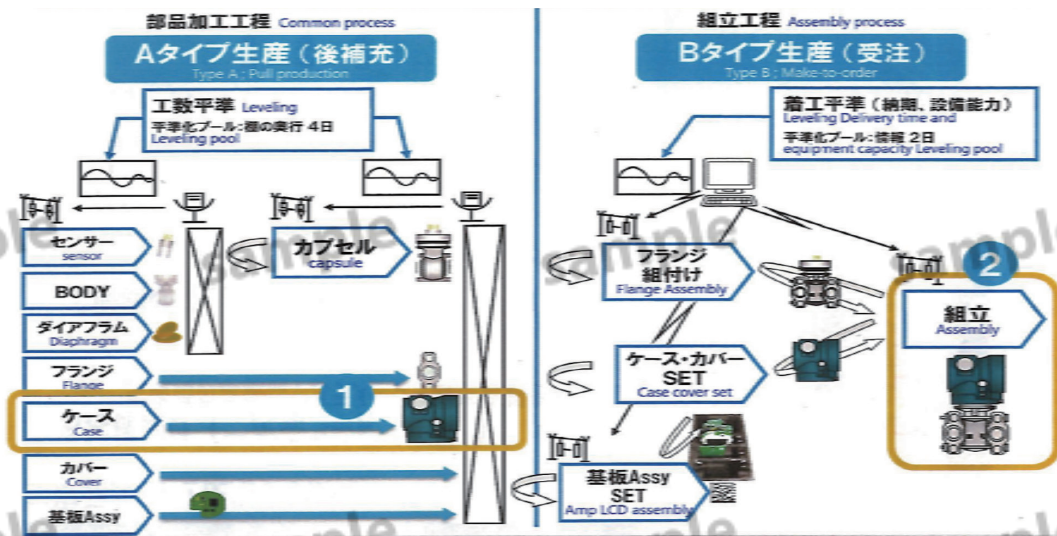 部品加工工程 Common process
Aタイプ生産（後補充）
Type A ; Pull production
工数平準 Leveling
平準化プール:棚の奥行 4日
Leveling pool
センサー
sensor
カプセル
capsule
BODY
ダイアフラム
Diaphragm
フランジ
Flange
1
ケース
Case
カバー
Cover
基板Assy
組立工程 Assembly process
Bタイプ生産（受注）
Type B ; Make-to-order
着工平準（納期、設備能力）
Leveling Delivery time and
平準化プール:情報 2日
equipment capacity Leveling pool
フランジ
組付け
Flange Assembly
ケース・カバー
SET
Case cover set
基板Assy
SET
Amp LCD assembly
2
組立
Assembly
sample
sample
sample
sample
sample